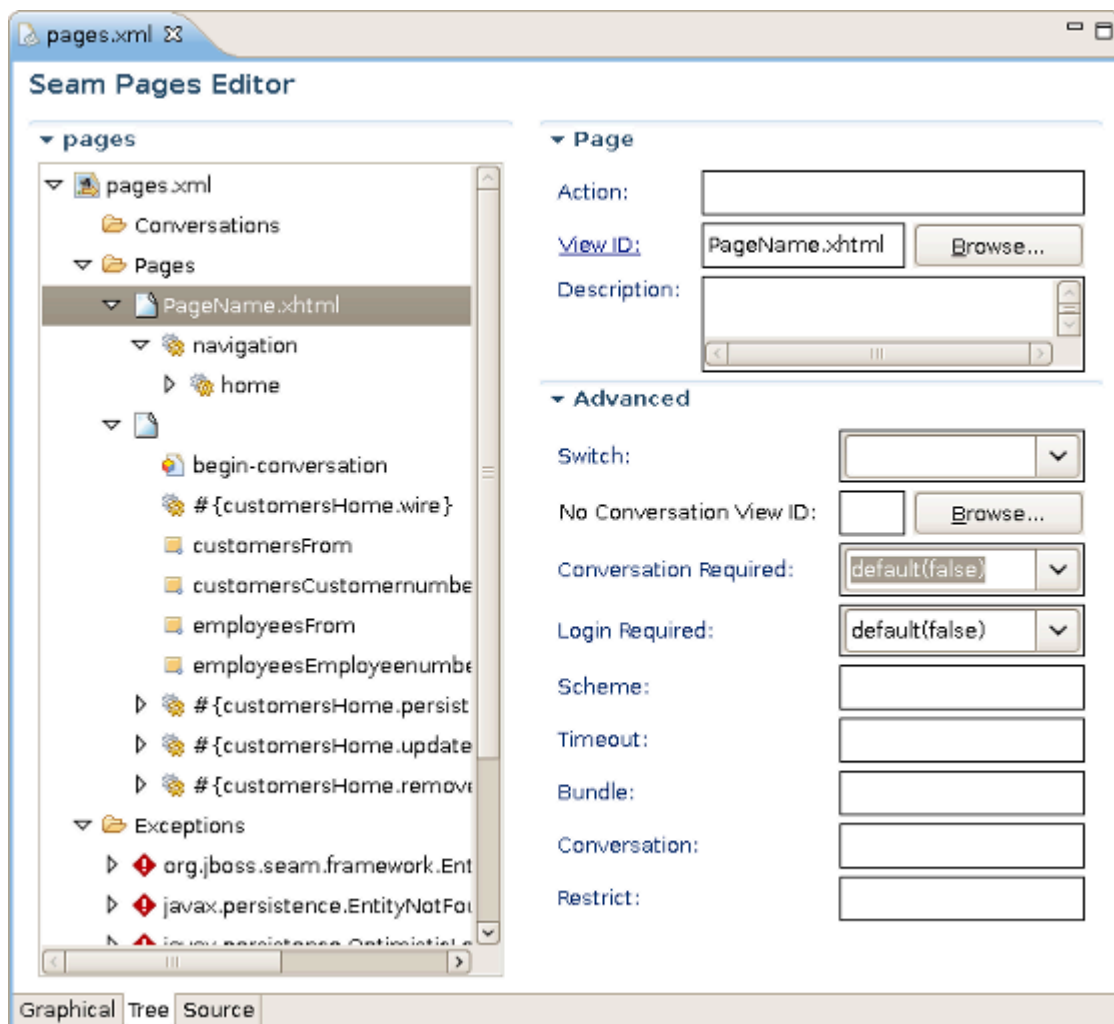 pages.xml
Seam Pages Editor
pages
pages.xml
Conversations
Pages
PageName.xhtml
navigation
home
begin-conversation
#{customersHome.wire}
customersFrom
customersCustomernumbe
employeesFrom
employeesEmployeenumbe
#{customersHome.persist
#{customersHome.update
#{customersHome.remove
Exceptions
org.jboss.seam.framework.Ent
javax.persistence.EntityNotFou
Page
Action:
View ID: PageName.xhtml Browse...
Description:
Advanced
Switch:
No Conversation View ID: Browse...
Conversation Required: default(false)
Login Required: default(false)
Scheme:
Timeout:
Bundle:
Conversation:
Restrict:
Graphical Tree Source